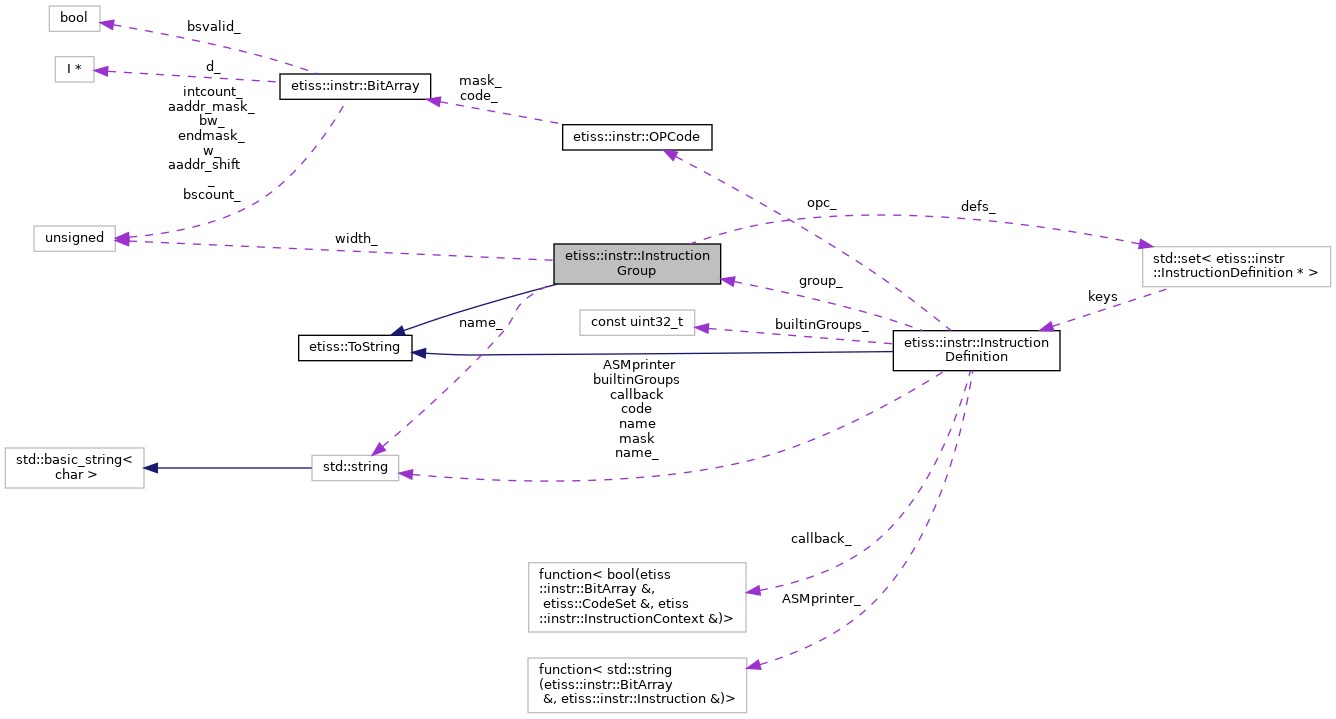 bool
bsvalid_
I *
d_
etiss::instr::BitArray
mask_
code_
intcount_
aaddr_mask_
bw_
endmask_
w_
aaddr_shift
_
bscount_
etiss::instr::OPCode
opc_
defs_
unsigned
width_
etiss::instr::Instruction
Group
std::set< etiss::instr
::InstructionDefinition * >
group_
keys
name_
const uint32_t
builtinGroups_
etiss::ToString
etiss::instr::Instruction
Definition
ASMprinter
builtinGroups
callback
code
name
mask
name_
std::basic_string<
char >
std::string
callback_
function< bool(etiss
::instr::BitArray &,
etiss::CodeSet &, etiss
::instr::InstructionContext &)>
ASMprinter_
function< std::string
(etiss::instr::BitArray
&, etiss::instr::Instruction &)>